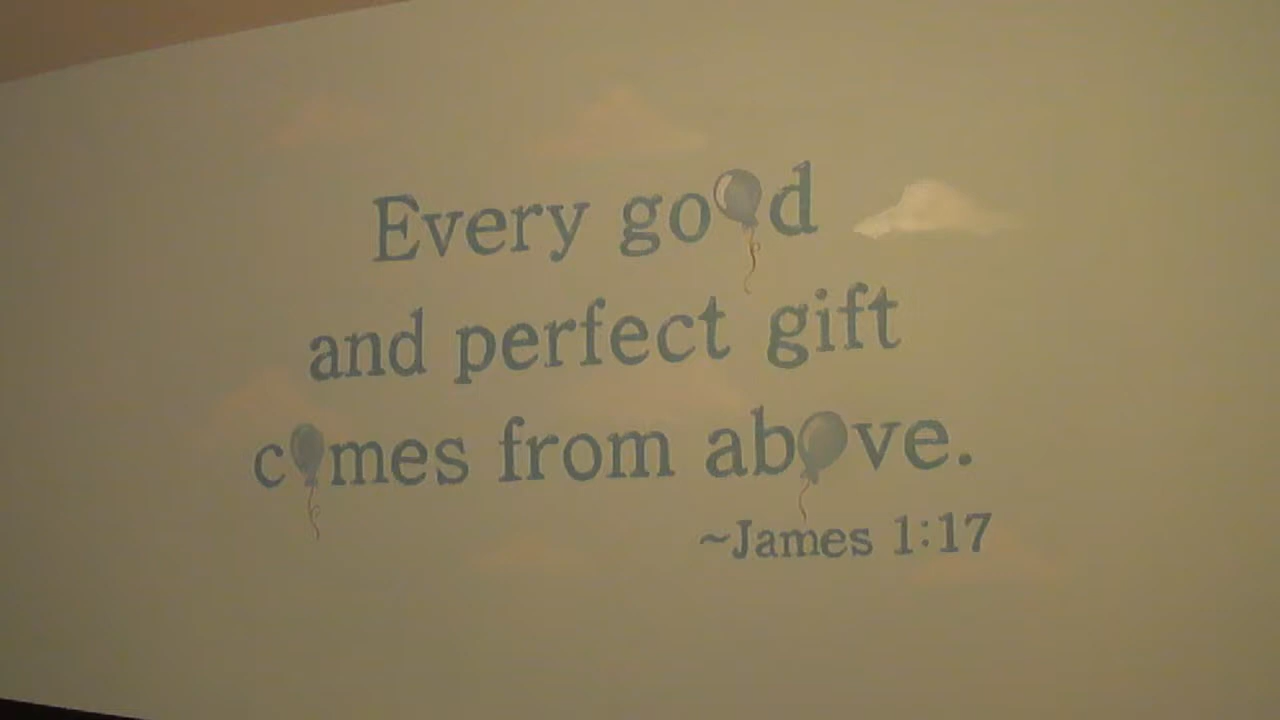 Every good
and perfect gift
comes from above.
~James 1:17